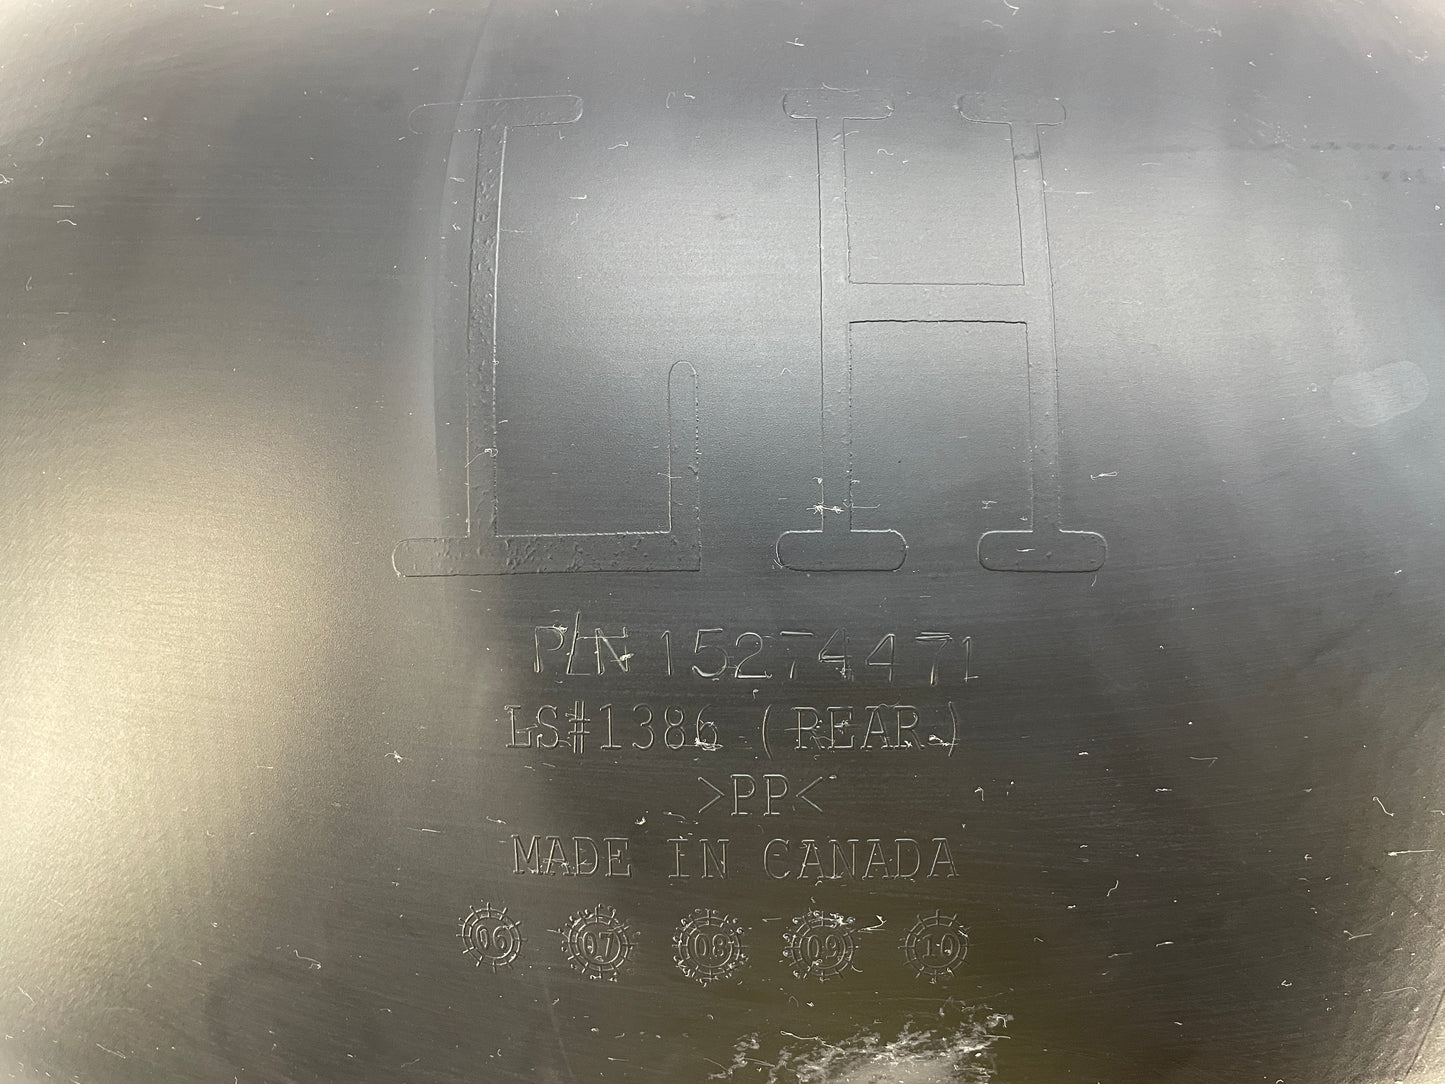 LH
P/N 15274471
LS#1386 (REAR)
>PP<
MADE IN CANADA
06 07 08 09 10